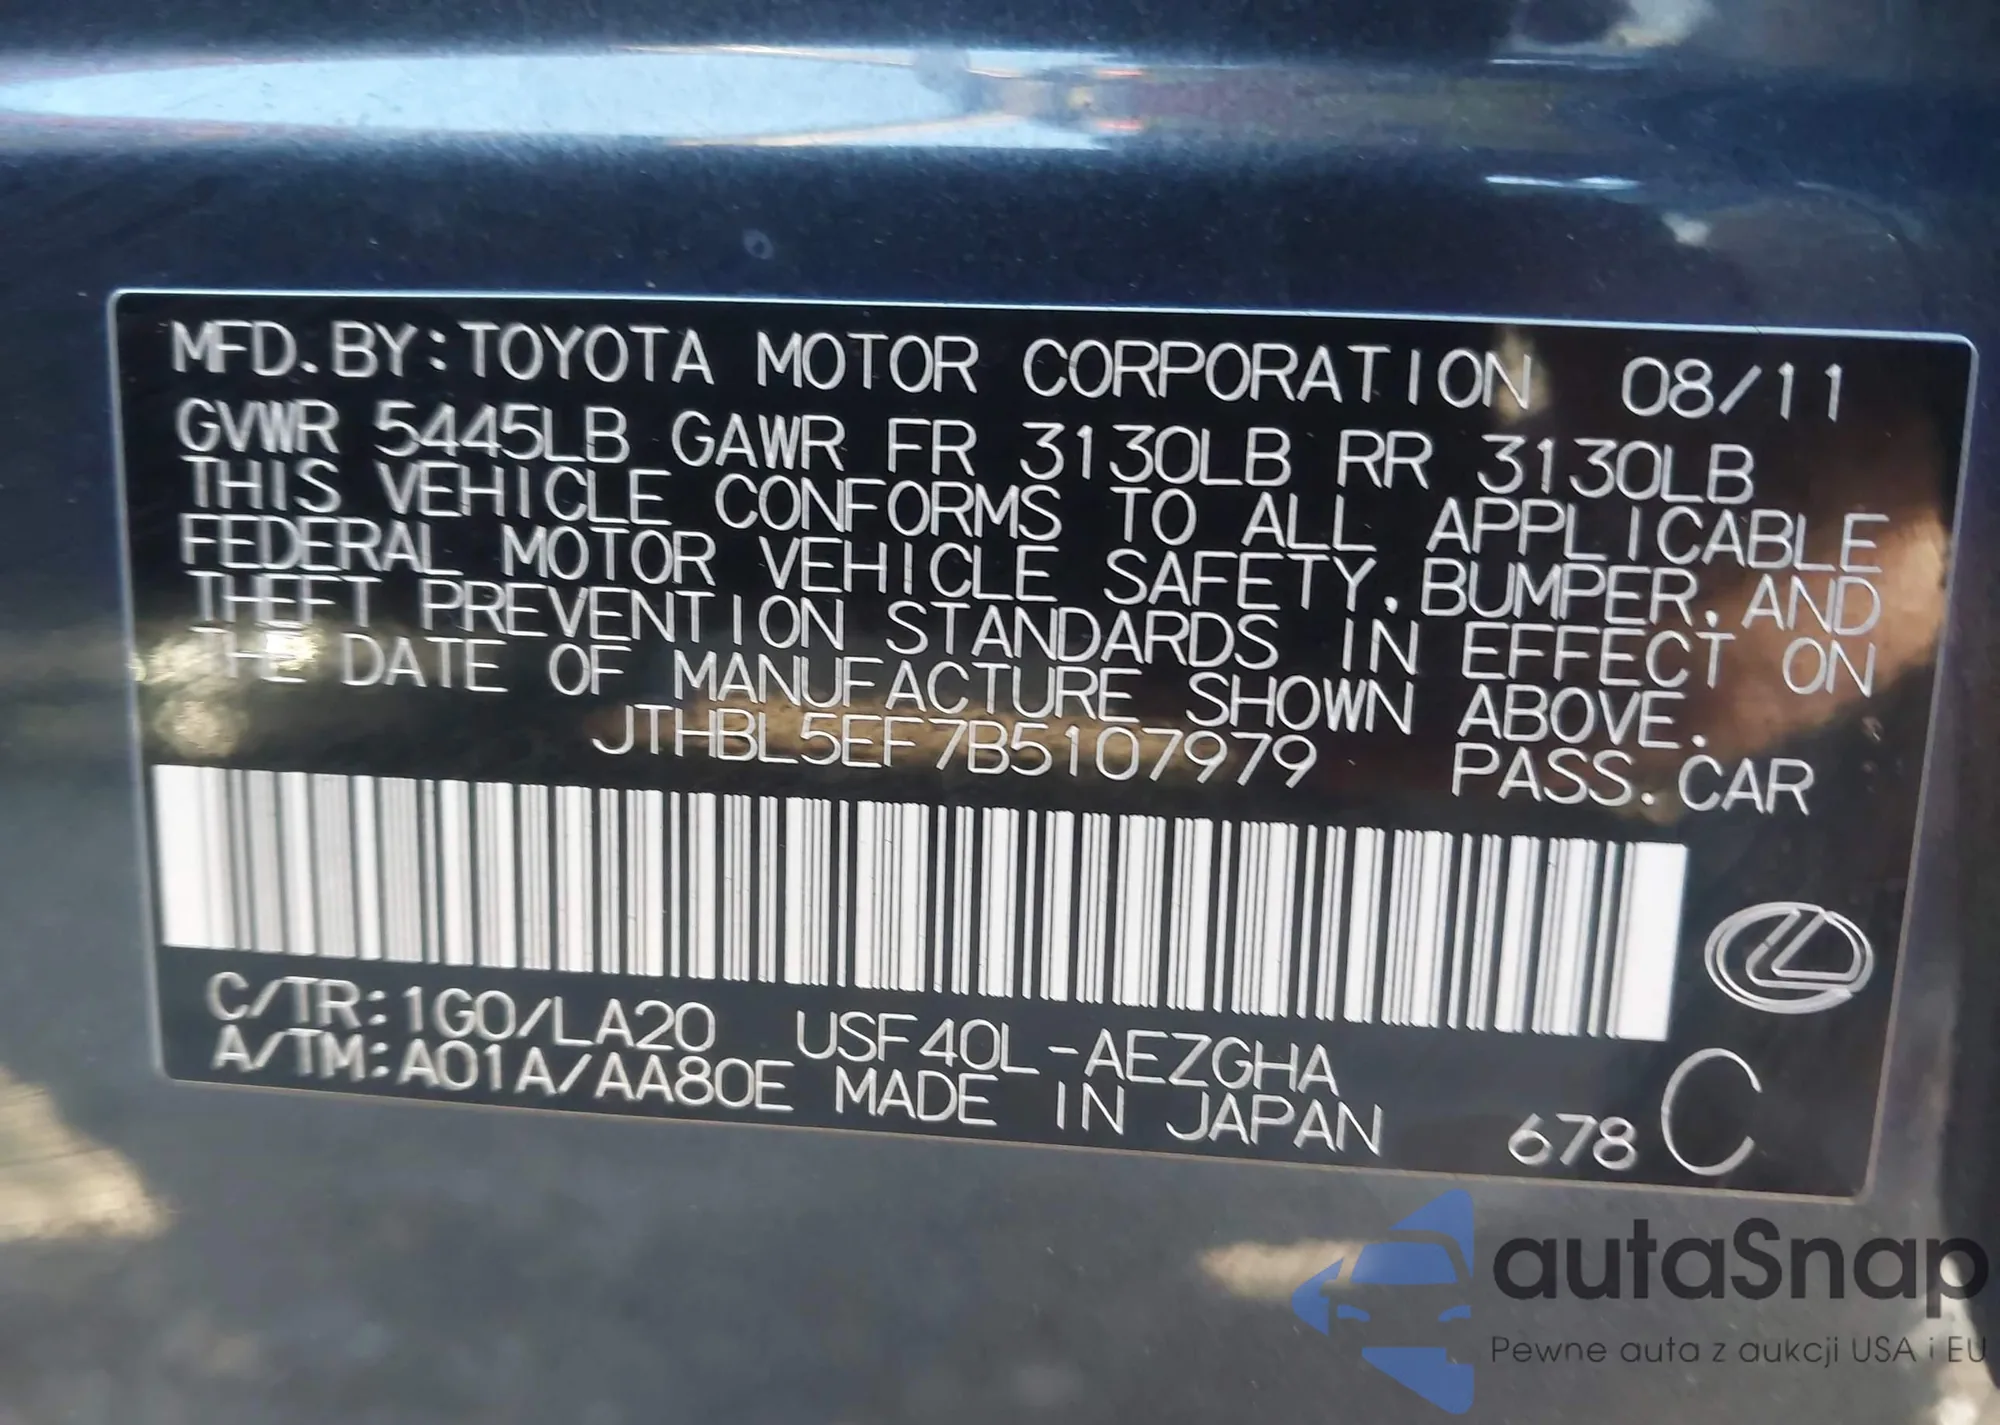 MFD.BY:TOYOTA MOTOR CORPORATION 08/11
GVWR 5445LB GAWR FR 3130LB RR 3130LB
THIS VEHICLE CONFORMS TO ALL APPLICABLE
FEDERAL MOTOR VEHICLE SAFETY,BUMPER,AND
THEFT PREVENTION STANDARDS IN EFFECT ON
THE DATE OF MANUFACTURE SHOWN ABOVE.
JTHBL5EF7B5107979 PASS.CAR
C/TR:1G0/LA20 USF40L-AEZGHA
A/TM:A01A/AA80E MADE IN JAPAN 678 C
autaSnap
Pewne auta z aukcji USA i EU